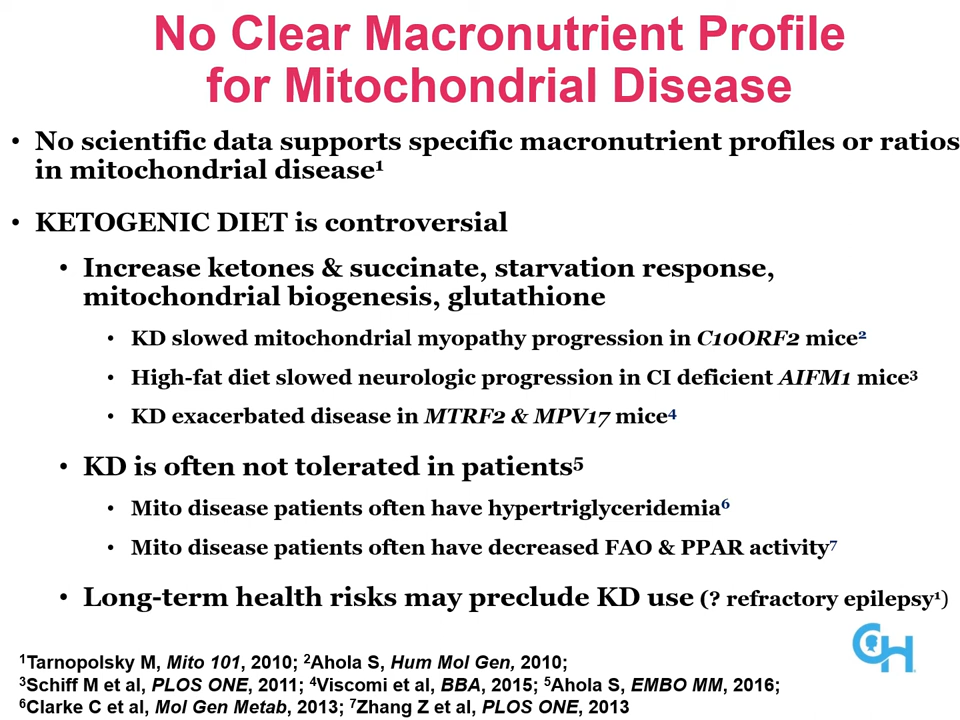 No Clear Macronutrient Profile
for Mitochondrial Disease
• No scientific data supports specific macronutrient profiles or ratios
in mitochondrial disease¹
• KETOGENIC DIET is controversial
• Increase ketones & succinate, starvation response,
mitochondrial biogenesis, glutathione
• KD slowed mitochondrial myopathy progression in C10ORF2 mice²
• High-fat diet slowed neurologic progression in CI deficient AIFM1 mice³
• KD exacerbated disease in MTRF2 & MPV17 mice⁴
• KD is often not tolerated in patients⁵
• Mito disease patients often have hypertriglyceridemia⁶
• Mito disease patients often have decreased FAO & PPAR activity⁷
• Long-term health risks may preclude KD use (? refractory epilepsy¹)
¹Tarnopolsky M, Mito 101, 2010; ²Ahola S, Hum Mol Gen, 2010;
³Schiff M et al, PLOS ONE, 2011; ⁴Viscomi et al, BBA, 2015; ⁵Ahola S, EMBO MM, 2016;
⁶Clarke C et al, Mol Gen Metab, 2013; ⁷Zhang Z et al, PLOS ONE, 2013